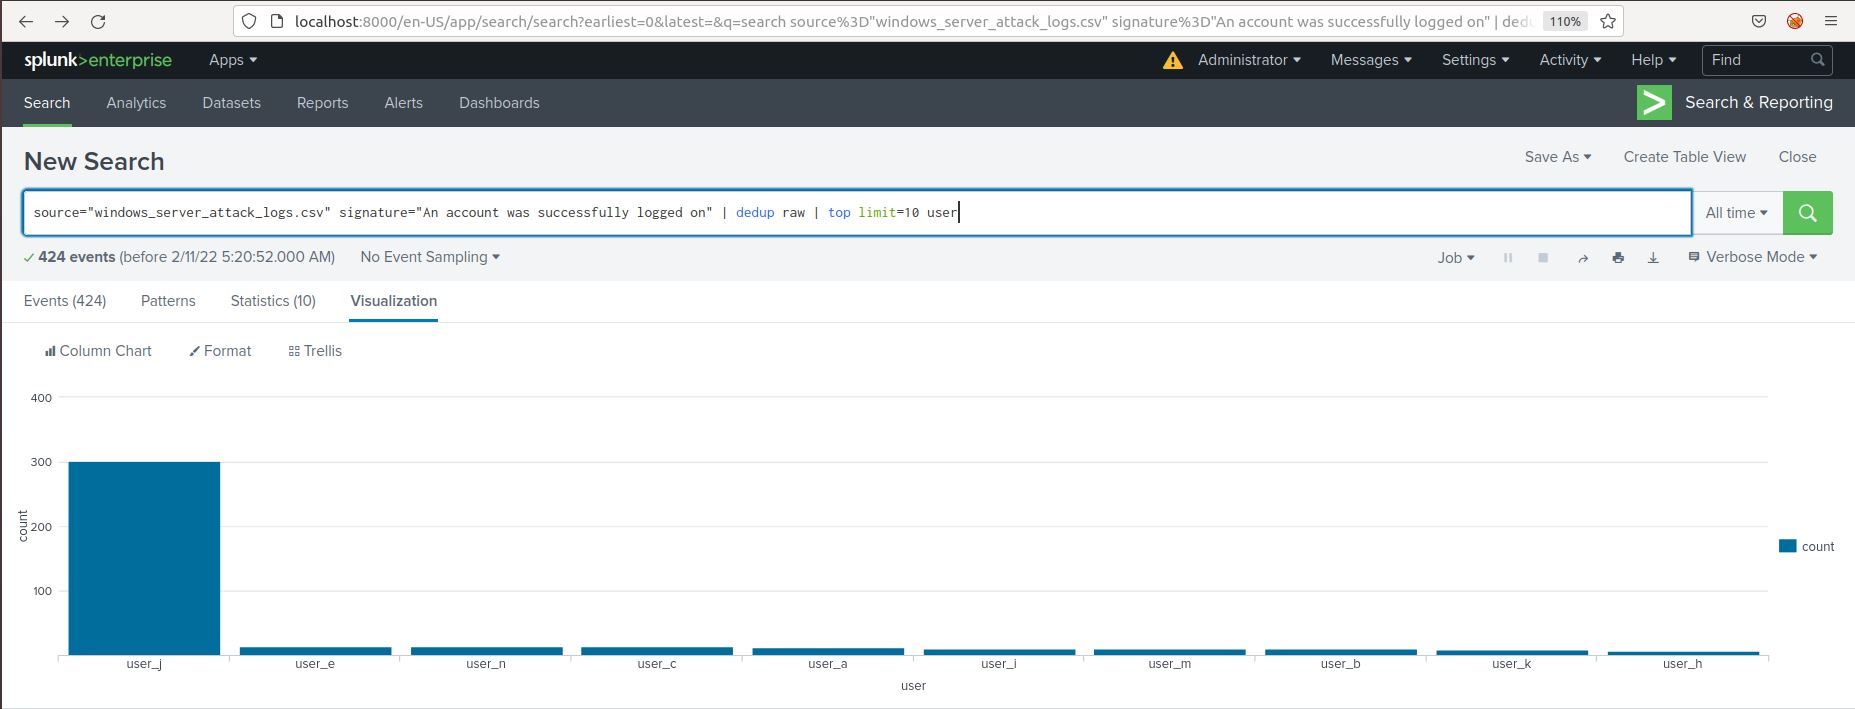 localhost:8000/en-US/app/search/search?earliest=0&latest=&q=search source%3D"windows_server_attack_logs.csv" signature%3D"An account was successfully logged on" | dedu 110%
splunk>enterprise Apps Administrator Messages Settings Activity Help Find
Search Analytics Datasets Reports Alerts Dashboards > Search & Reporting
New Search Save As Create Table View Close
source="windows_server_attack_logs.csv" signature="An account was successfully logged on" | dedup raw | top limit=10 user All time
424 events (before 2/11/22 5:20:52.000 AM) No Event Sampling Job Verbose Mode
Events (424) Patterns Statistics (10) Visualization
Column Chart Format Trellis
400
300
200
100
count
count
user_j user_e user_n user_c user_a user_i user_m user_b user_k user_h
user